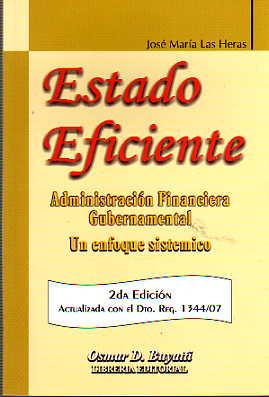 José María Las Heras
Estado
Eficiente
Administración Financiera
Gubernamental
Un enfoque sistemico
2da Edición
Actualizada con el Dto. Reg. 1344/07
Osmar D. Buyatti
LIBRERIA EDITORIAL